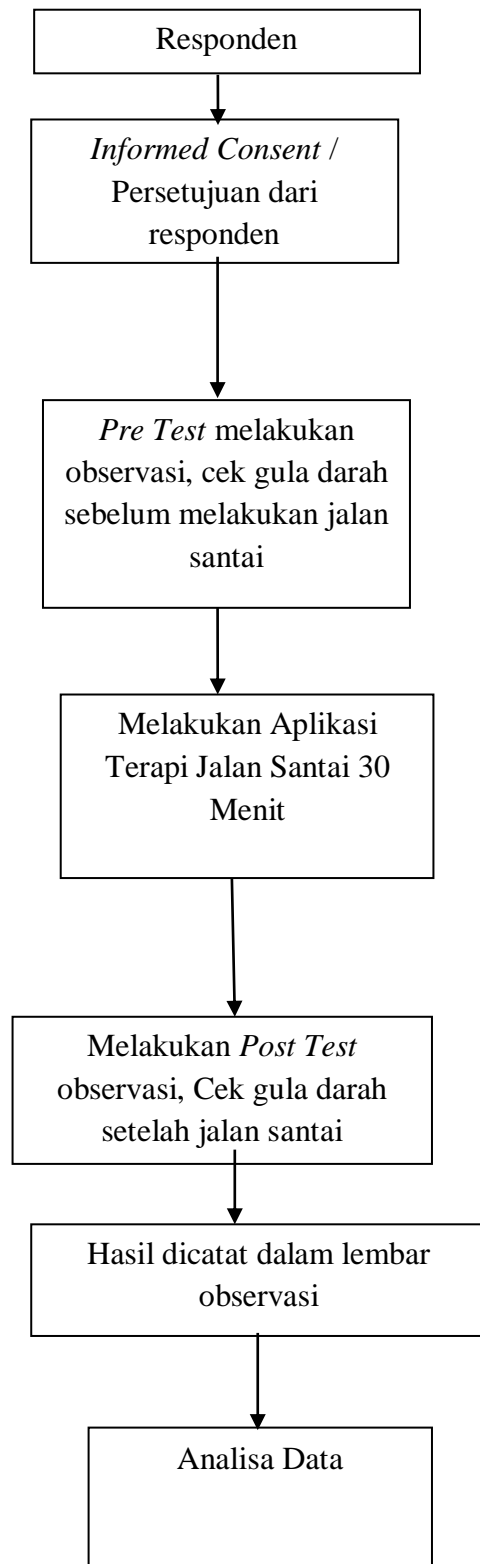 Responden
Informed Consent /
Persetujuan dari
responden
Pre Test melakukan
observasi, cek gula darah
sebelum melakukan jalan
santai
Melakukan Aplikasi
Terapi Jalan Santai 30
Menit
Melakukan Post Test
observasi, Cek gula darah
setelah jalan santai
Hasil dicatat dalam lembar
observasi
Analisa Data